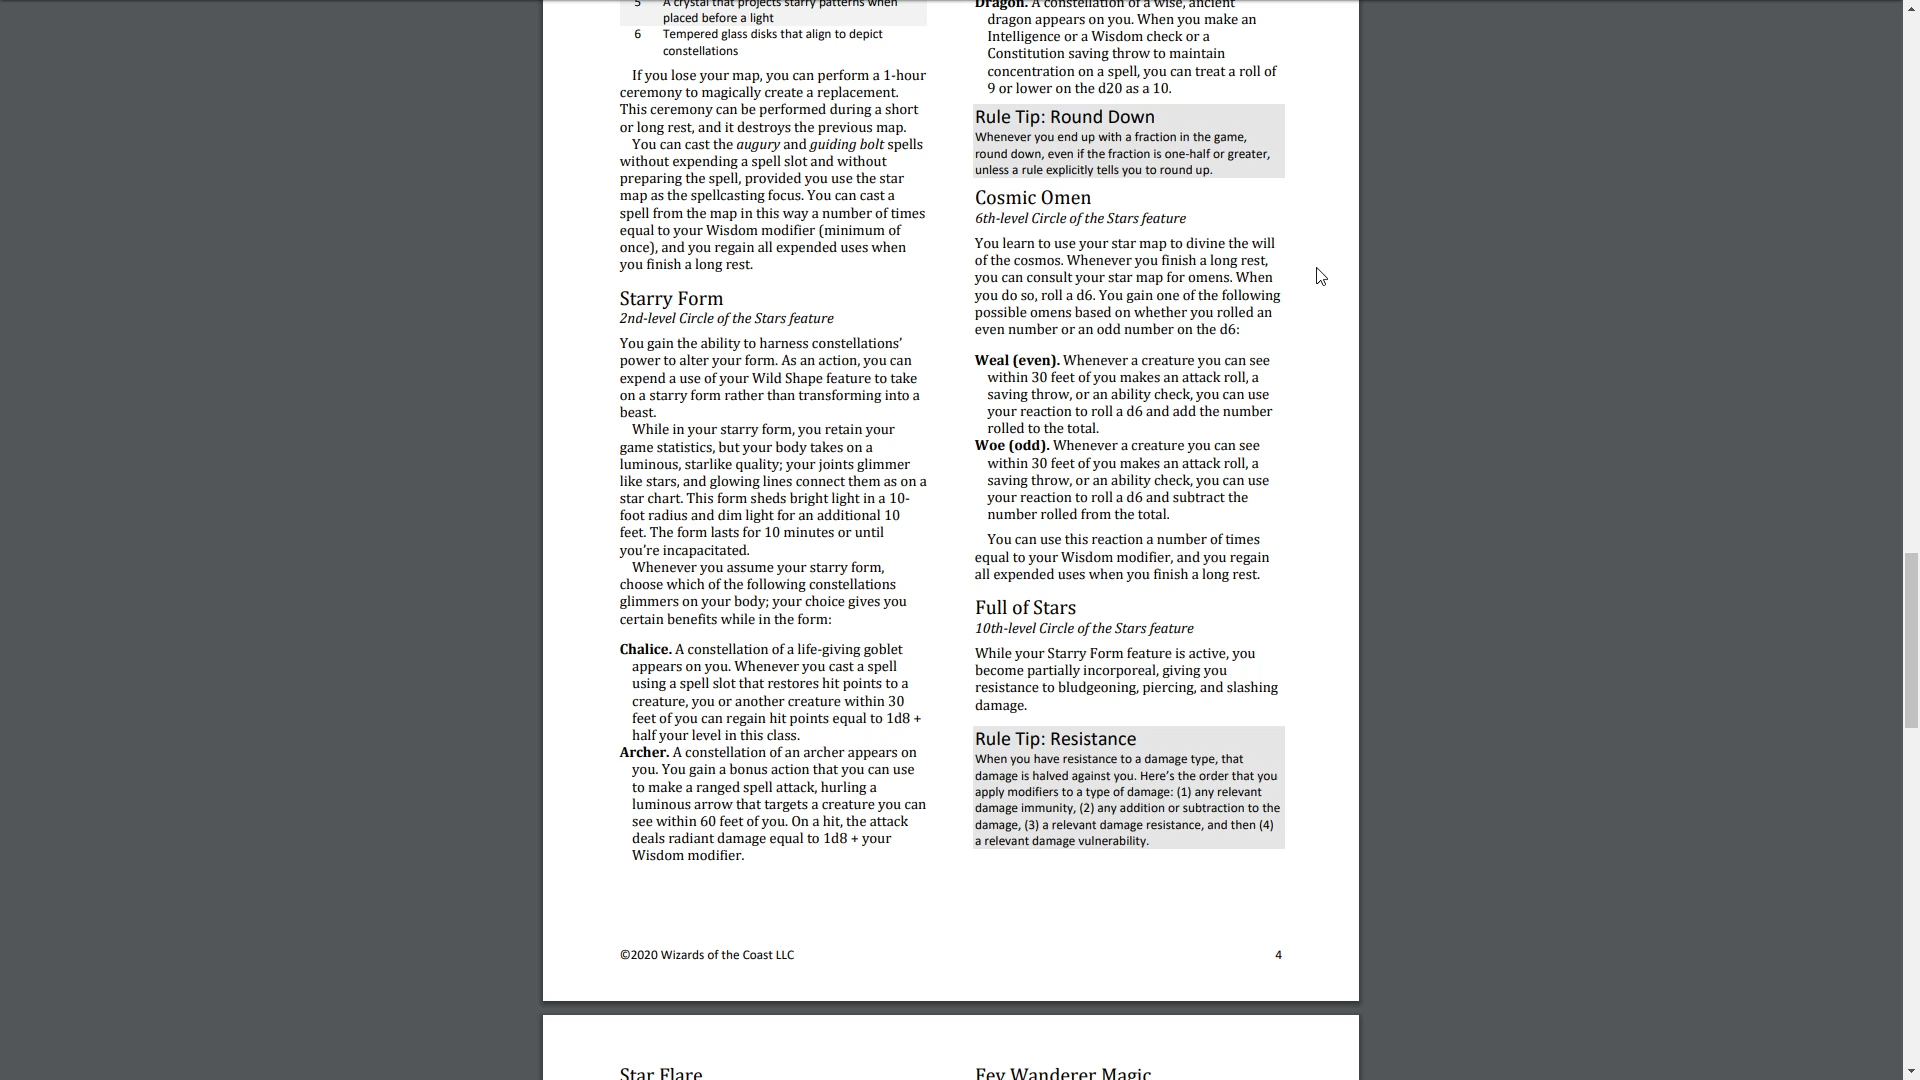 5 A crystal that projects starry patterns when
placed before a light
6 Tempered glass disks that align to depict
constellations
If you lose your map, you can perform a 1-hour
ceremony to magically create a replacement.
This ceremony can be performed during a short
or long rest, and it destroys the previous map.
You can cast the augury and guiding bolt spells
without expending a spell slot and without
preparing the spell, provided you use the star
map as the spellcasting focus. You can cast a
spell from the map in this way a number of times
equal to your Wisdom modifier (minimum of
once), and you regain all expended uses when
you finish a long rest.
Starry Form
2nd-level Circle of the Stars feature
You gain the ability to harness constellations’
power to alter your form. As an action, you can
expend a use of your Wild Shape feature to take
on a starry form rather than transforming into a
beast.
While in your starry form, you retain your
game statistics, but your body takes on a
luminous, starlike quality; your joints glimmer
like stars, and glowing lines connect them as on a
star chart. This form sheds bright light in a 10-
foot radius and dim light for an additional 10
feet. The form lasts for 10 minutes or until
you’re incapacitated.
Whenever you assume your starry form,
choose which of the following constellations
glimmers on your body; your choice gives you
certain benefits while in the form:
Chalice. A constellation of a life-giving goblet
appears on you. Whenever you cast a spell
using a spell slot that restores hit points to a
creature, you or another creature within 30
feet of you can regain hit points equal to 1d8 +
half your level in this class.
Archer. A constellation of an archer appears on
you. You gain a bonus action that you can use
to make a ranged spell attack, hurling a
luminous arrow that targets a creature you can
see within 60 feet of you. On a hit, the attack
deals radiant damage equal to 1d8 + your
Wisdom modifier.
Dragon. A constellation of a wise, ancient
dragon appears on you. When you make an
Intelligence or a Wisdom check or a
Constitution saving throw to maintain
concentration on a spell, you can treat a roll of
9 or lower on the d20 as a 10.
Rule Tip: Round Down
Whenever you end up with a fraction in the game,
round down, even if the fraction is one-half or greater,
unless a rule explicitly tells you to round up.
Cosmic Omen
6th-level Circle of the Stars feature
You learn to use your star map to divine the will
of the cosmos. Whenever you finish a long rest,
you can consult your star map for omens. When
you do so, roll a d6. You gain one of the following
possible omens based on whether you rolled an
even number or an odd number on the d6:
Weal (even). Whenever a creature you can see
within 30 feet of you makes an attack roll, a
saving throw, or an ability check, you can use
your reaction to roll a d6 and add the number
rolled to the total.
Woe (odd). Whenever a creature you can see
within 30 feet of you makes an attack roll, a
saving throw, or an ability check, you can use
your reaction to roll a d6 and subtract the
number rolled from the total.
You can use this reaction a number of times
equal to your Wisdom modifier, and you regain
all expended uses when you finish a long rest.
Full of Stars
10th-level Circle of the Stars feature
While your Starry Form feature is active, you
become partially incorporeal, giving you
resistance to bludgeoning, piercing, and slashing
damage.
Rule Tip: Resistance
When you have resistance to a damage type, that
damage is halved against you. Here’s the order that you
apply modifiers to a type of damage: (1) any relevant
damage immunity, (2) any addition or subtraction to the
damage, (3) a relevant damage resistance, and then (4)
a relevant damage vulnerability.
©2020 Wizards of the Coast LLC
4
Star Flare
Fey Wanderer Magic